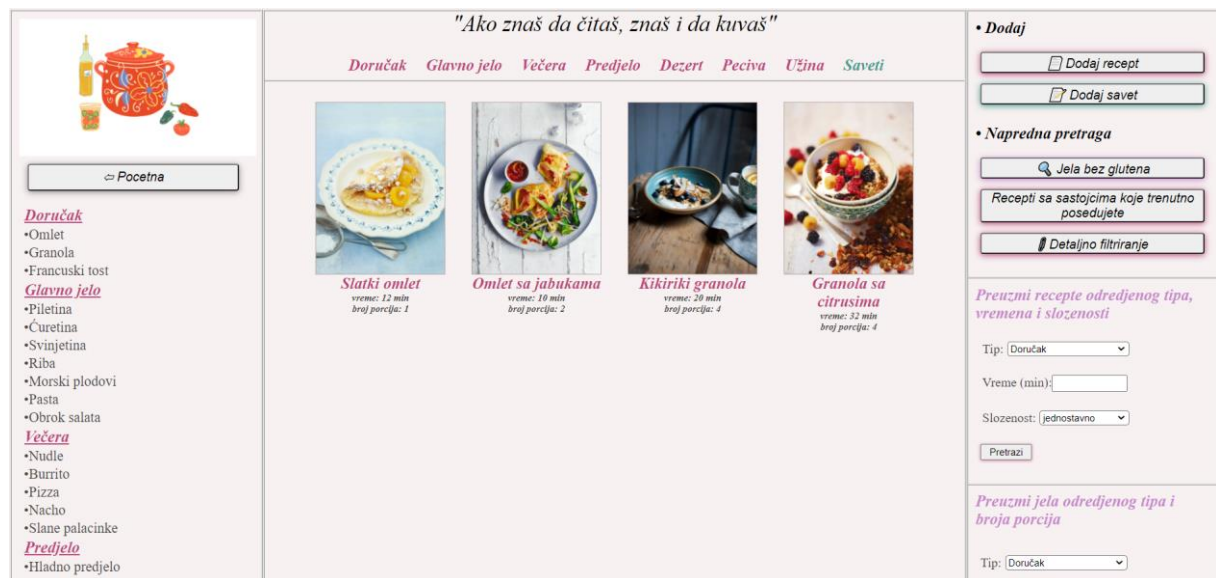 "Ako znaš da čitaš, znaš i da kuvaš"
Doručak Glavno jelo Večera Predjelo Dezert Peciva Užina Saveti
⇦ Pocetna
Doručak
•Omlet
•Granola
•Francuski tost
Glavno jelo
•Piletina
•Ćuretina
•Svinjetina
•Riba
•Morski plodovi
•Pasta
•Obrok salata
Večera
•Nudle
•Burrito
•Pizza
•Nacho
•Slane palacinke
Predjelo
•Hladno predjelo
Slatki omlet
vreme: 12 min
broj porcija: 1
Omlet sa jabukama
vreme: 10 min
broj porcija: 2
Kikiriki granola
vreme: 20 min
broj porcija: 4
Granola sa
citrusima
vreme: 32 min
broj porcija: 4
• Dodaj
Dodaj recept
Dodaj savet
• Napredna pretraga
Jela bez glutena
Recepti sa sastojcima koje trenutno
posedujete
Detaljno filtriranje
Preuzmi recepte odredjenog tipa,
vremena i slozenosti
Tip: Doručak
Vreme (min):
Slozenost: jednostavno
Pretrazi
Preuzmi jela odredjenog tipa i
broja porcija
Tip: Doručak